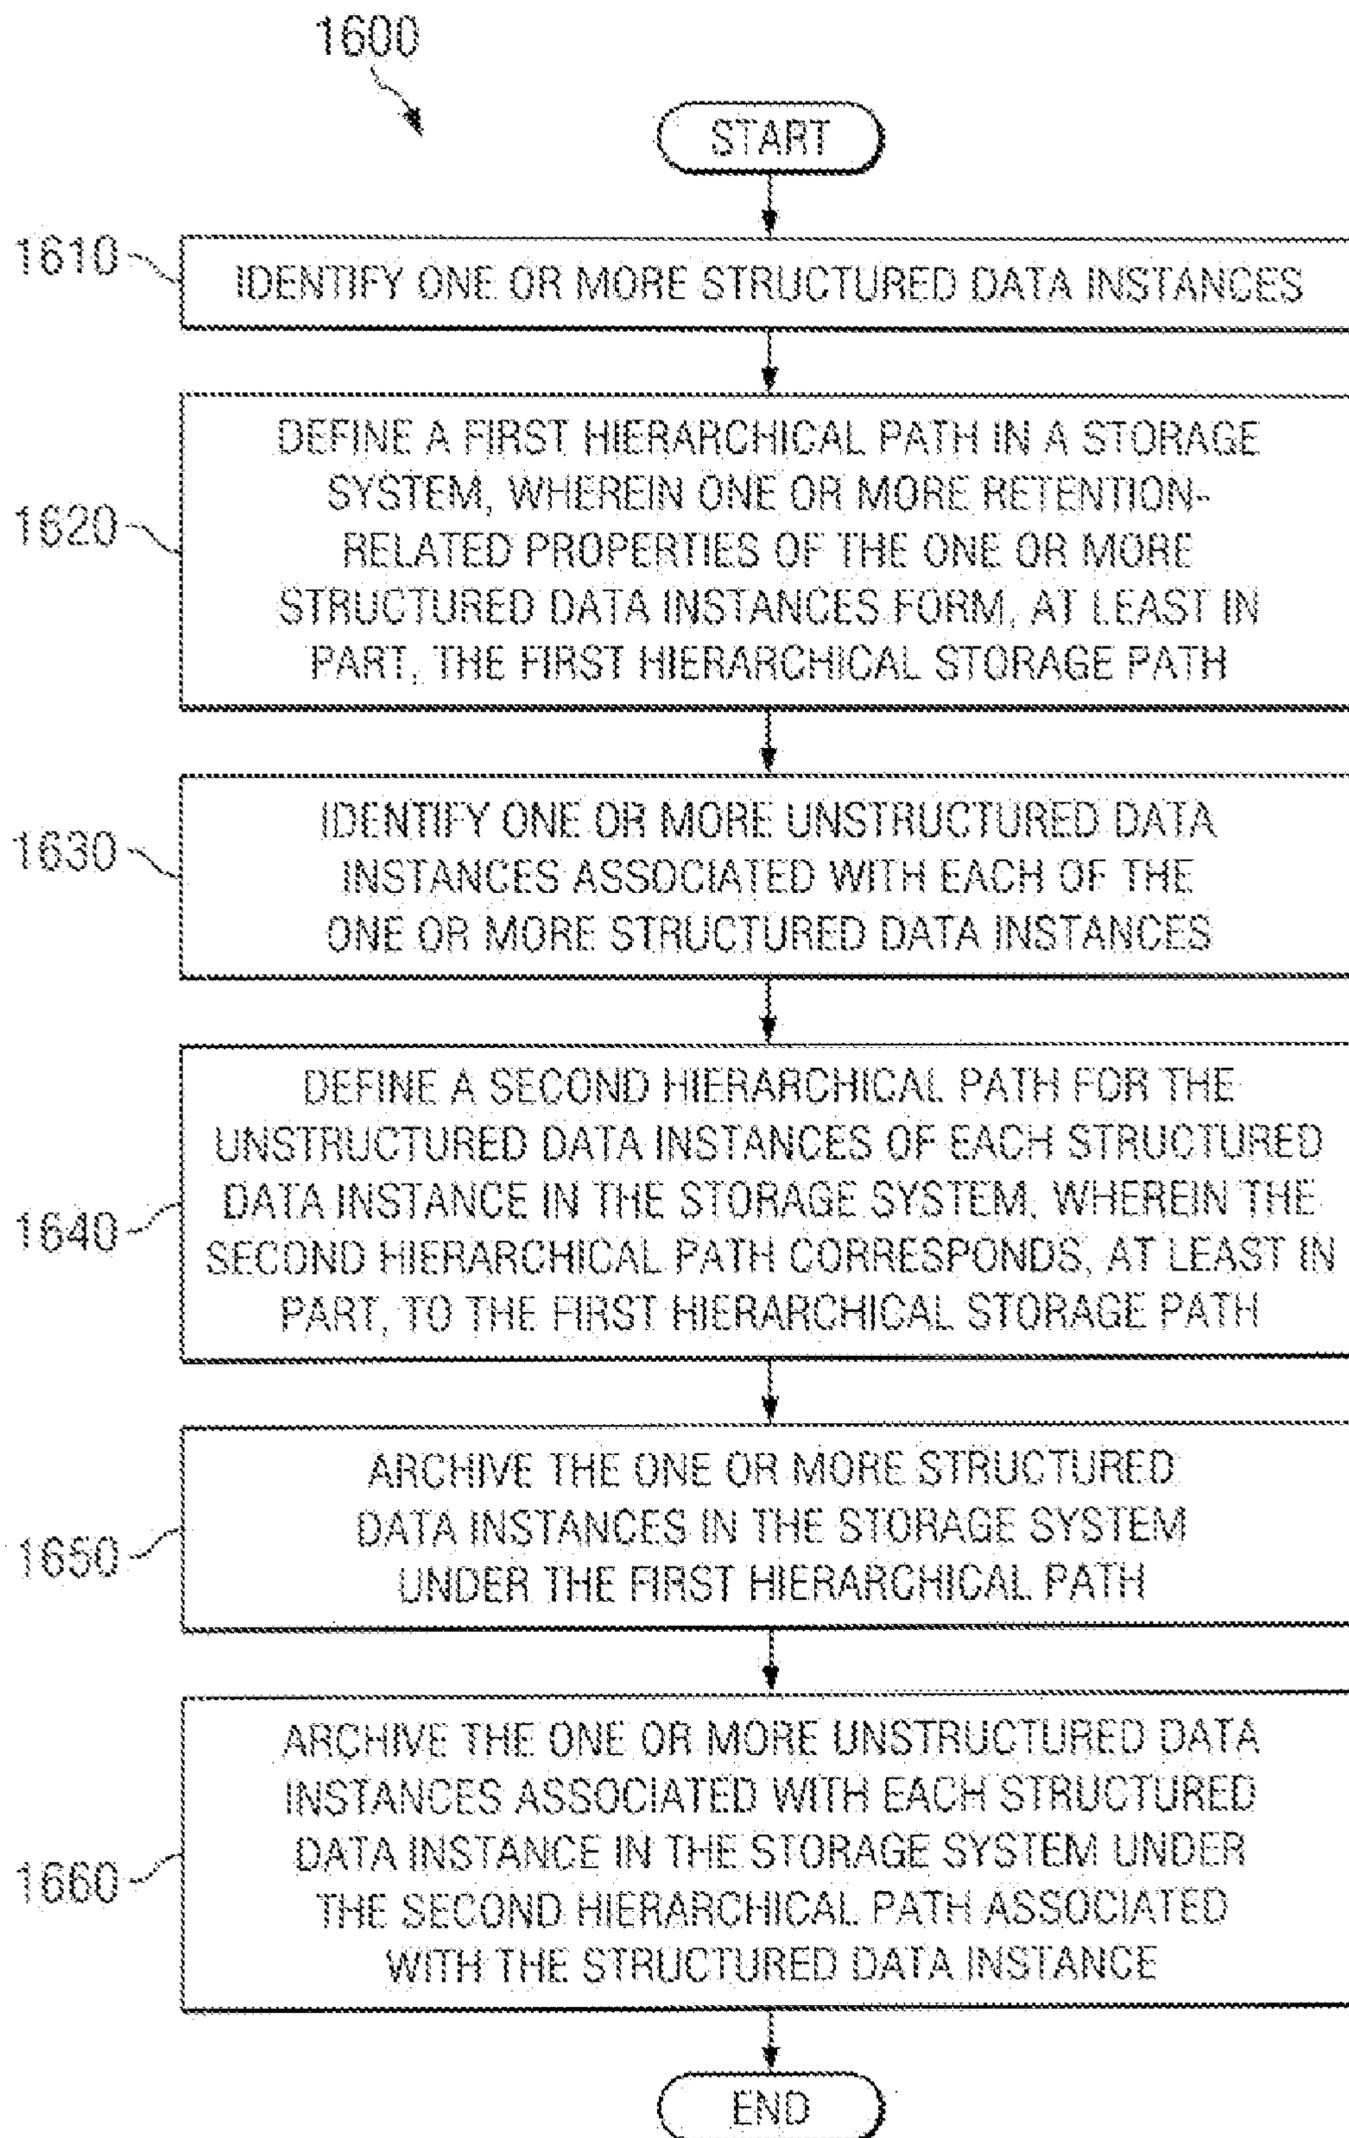 1600
START
1610
IDENTIFY ONE OR MORE STRUCTURED DATA INSTANCES
1620
DEFINE A FIRST HIERARCHICAL PATH IN A STORAGE
SYSTEM, WHEREIN ONE OR MORE RETENTION-
RELATED PROPERTIES OF THE ONE OR MORE
STRUCTURED DATA INSTANCES FORM, AT LEAST IN
PART, THE FIRST HIERARCHICAL STORAGE PATH
1630
IDENTIFY ONE OR MORE UNSTRUCTURED DATA
INSTANCES ASSOCIATED WITH EACH OF THE
ONE OR MORE STRUCTURED DATA INSTANCES
1640
DEFINE A SECOND HIERARCHICAL PATH FOR THE
UNSTRUCTURED DATA INSTANCES OF EACH STRUCTURED
DATA INSTANCE IN THE STORAGE SYSTEM, WHEREIN THE
SECOND HIERARCHICAL PATH CORRESPONDS, AT LEAST IN
PART, TO THE FIRST HIERARCHICAL STORAGE PATH
1650
ARCHIVE THE ONE OR MORE STRUCTURED
DATA INSTANCES IN THE STORAGE SYSTEM
UNDER THE FIRST HIERARCHICAL PATH
1660
ARCHIVE THE ONE OR MORE UNSTRUCTURED DATA
INSTANCES ASSOCIATED WITH EACH STRUCTURED
DATA INSTANCE IN THE STORAGE SYSTEM UNDER
THE SECOND HIERARCHICAL PATH ASSOCIATED
WITH THE STRUCTURED DATA INSTANCE
END